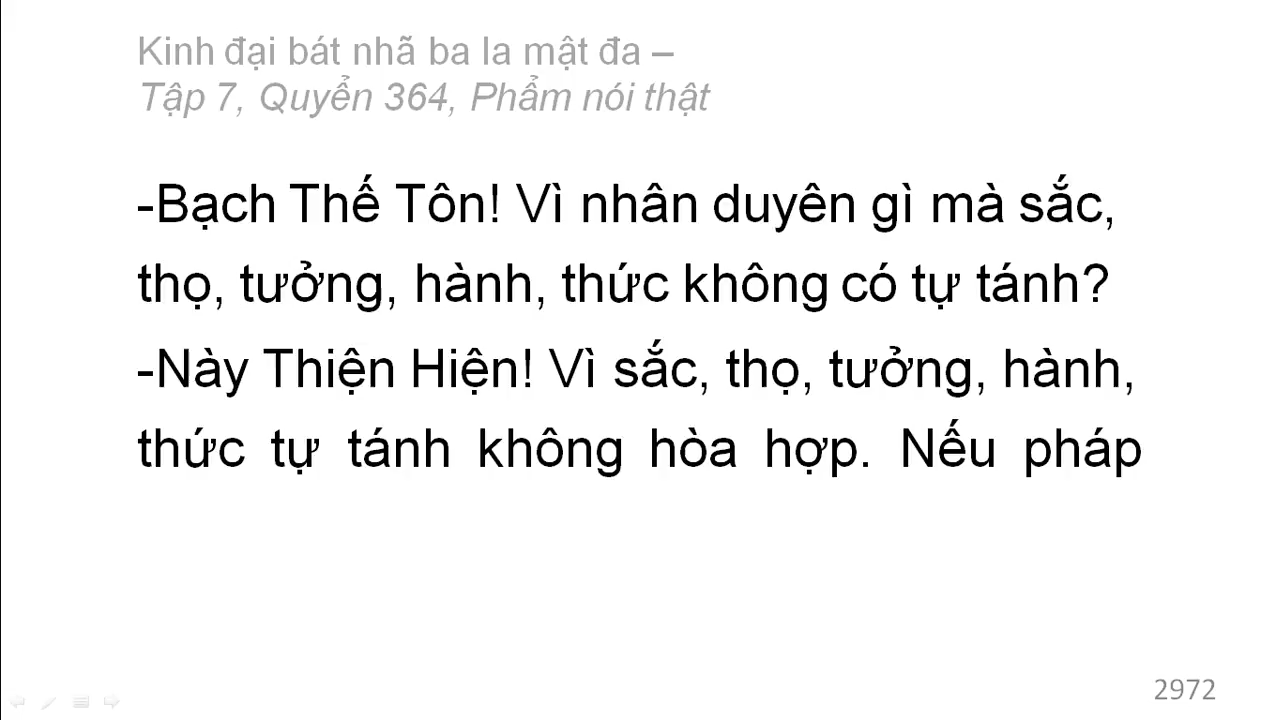 Kinh đại bát nhã ba la mật đa –
Tập 7, Quyển 364, Phẩm nói thật
-Bạch Thế Tôn! Vì nhân duyên gì mà sắc,
thọ, tưởng, hành, thức không có tự tánh?
-Này Thiện Hiện! Vì sắc, thọ, tưởng, hành,
thức tự tánh không hòa hợp. Nếu pháp
2972